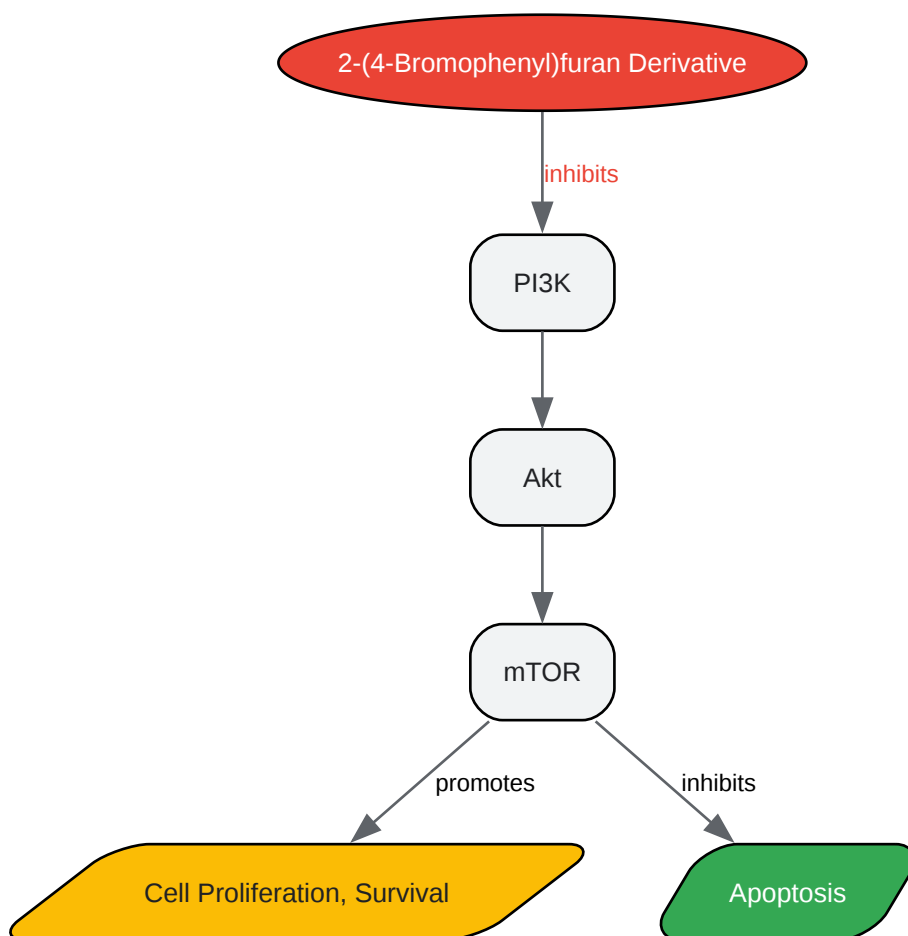 2-(4-Bromophenyl)furan Derivative
inhibits
PI3K
Akt
mTOR
promotes
inhibits
Cell Proliferation, Survival
Apoptosis